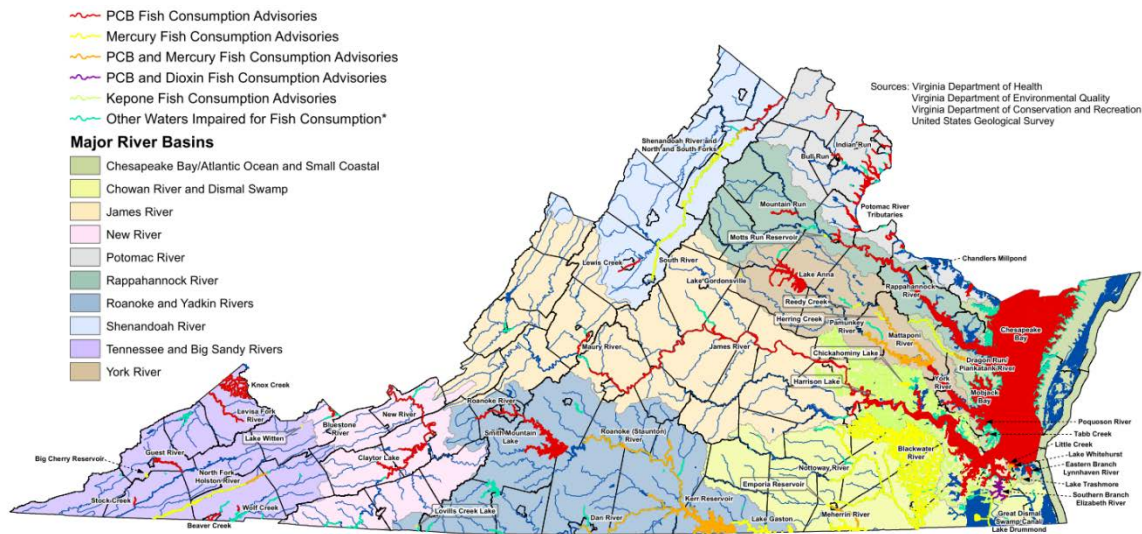 PCB Fish Consumption Advisories
Mercury Fish Consumption Advisories
PCB and Mercury Fish Consumption Advisories
PCB and Dioxin Fish Consumption Advisories
Kepone Fish Consumption Advisories
Other Waters Impaired for Fish Consumption*
Major River Basins
Chesapeake Bay/Atlantic Ocean and Small Coastal
Chowan River and Dismal Swamp
James River
New River
Potomac River
Rappahannock River
Roanoke and Yadkin Rivers
Shenandoah River
Tennessee and Big Sandy Rivers
York River
Sources: Virginia Department of Health
Virginia Department of Environmental Quality
Virginia Department of Conservation and Recreation
United States Geological Survey
Shenandoah River and
North and South Forks
Indian Run
Bull Run
Mountain Run
Potomac River
Tributaries
Motts Run Reservoir
Chandlers Millpond
Lewis Creek
South River
Lake Gordonsville
Lake Anna
Rappahannock
River
Reedy Creek
Herring Creek
Pamunkey
River
Mattaponi
River
Chesapeake
Bay
Maury River
James River
Chickahominy Lake
Dragon Run/
Piankatank River
Harrison Lake
York
River
Mobjack
Bay
Knox Creek
Levisa Fork
River
Bluestone
River
New River
Roanoke River
Smith Mountain
Lake
Roanoke (Staunton)
River
Poquoson River
Tabb Creek
Little Creek
Lake Whitehurst
Eastern Branch
Lynnhaven River
Lake Trashmore
Southern Branch
Elizabeth River
Lake Witten
Big Cherry Reservoir
Guest River
North Fork
Holston River
Claytor Lake
Blackwater
River
Nottoway River
Emporia Reservoir
Stock Creek
Wolf Creek
Beaver Creek
Lovills Creek Lake
Dan River
Kerr Reservoir
Lake Gaston
Meherrin River
Great Dismal
Swamp Canal
Lake Drummond